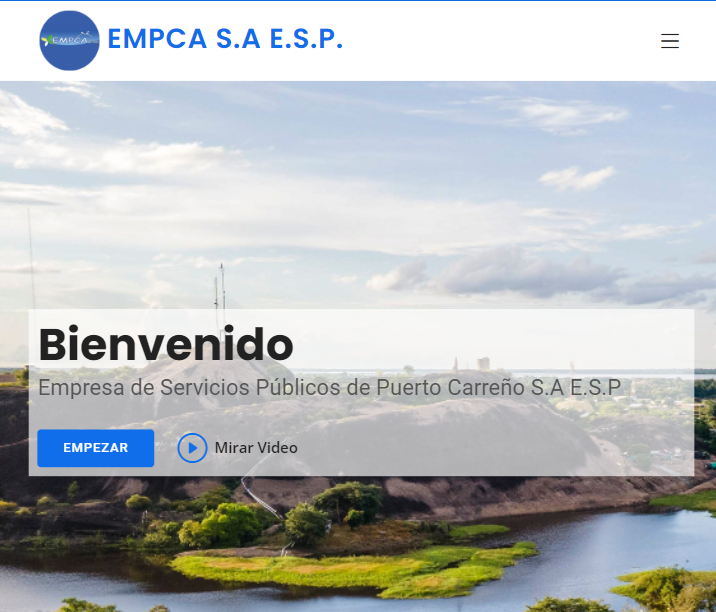 EMPCA
EMPCA S.A E.S.P.
Bienvenido
Empresa de Servicios Públicos de Puerto Carreño S.A E.S.P
EMPEZAR
Mirar Video